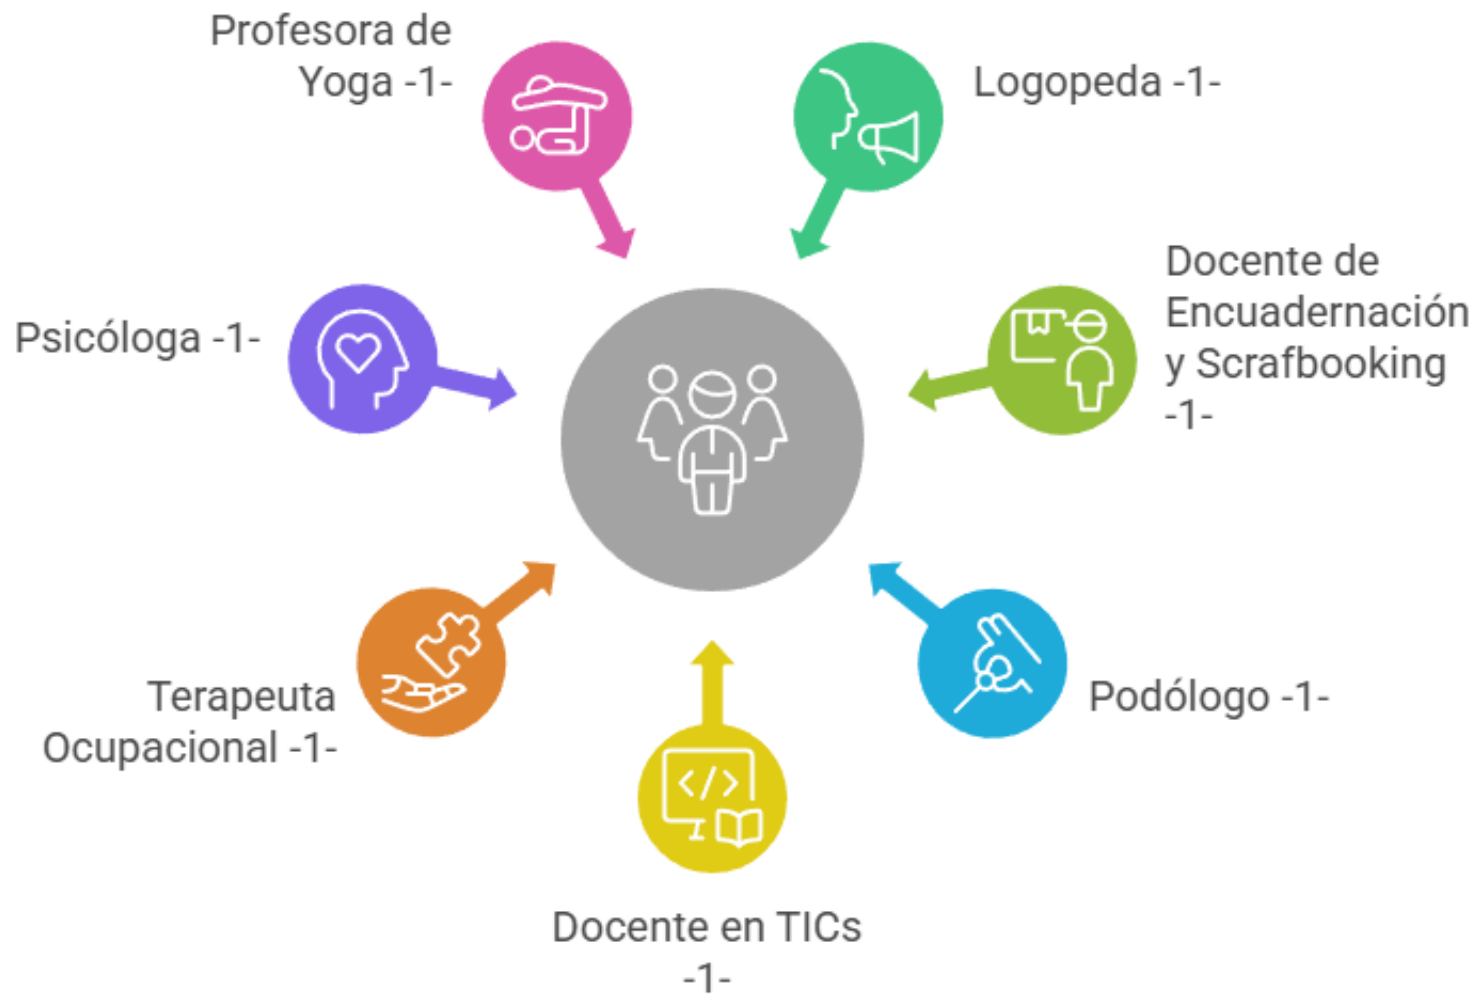 Profesora de
Yoga -1-
Logopeda -1-
Psicóloga -1-
Docente de
Encuadernación
y Scrafbooking
-1-
Terapeuta
Ocupacional -1-
Podólogo -1-
</>
Docente en TICs
-1-